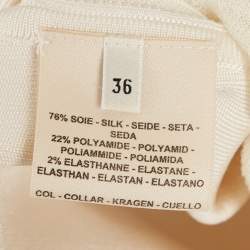 36
76% SOIE - SILK - SEIDE - SETA -
SEDA
22% POLYAMIDE - POLYAMID -
POLIAMMIDE - POLIAMIDA
2% ELASTHANNE - ELASTANE -
ELASTHAN - ELASTAN - ELASTANO
COL - COLLAR - KRAGEN - CUELLO